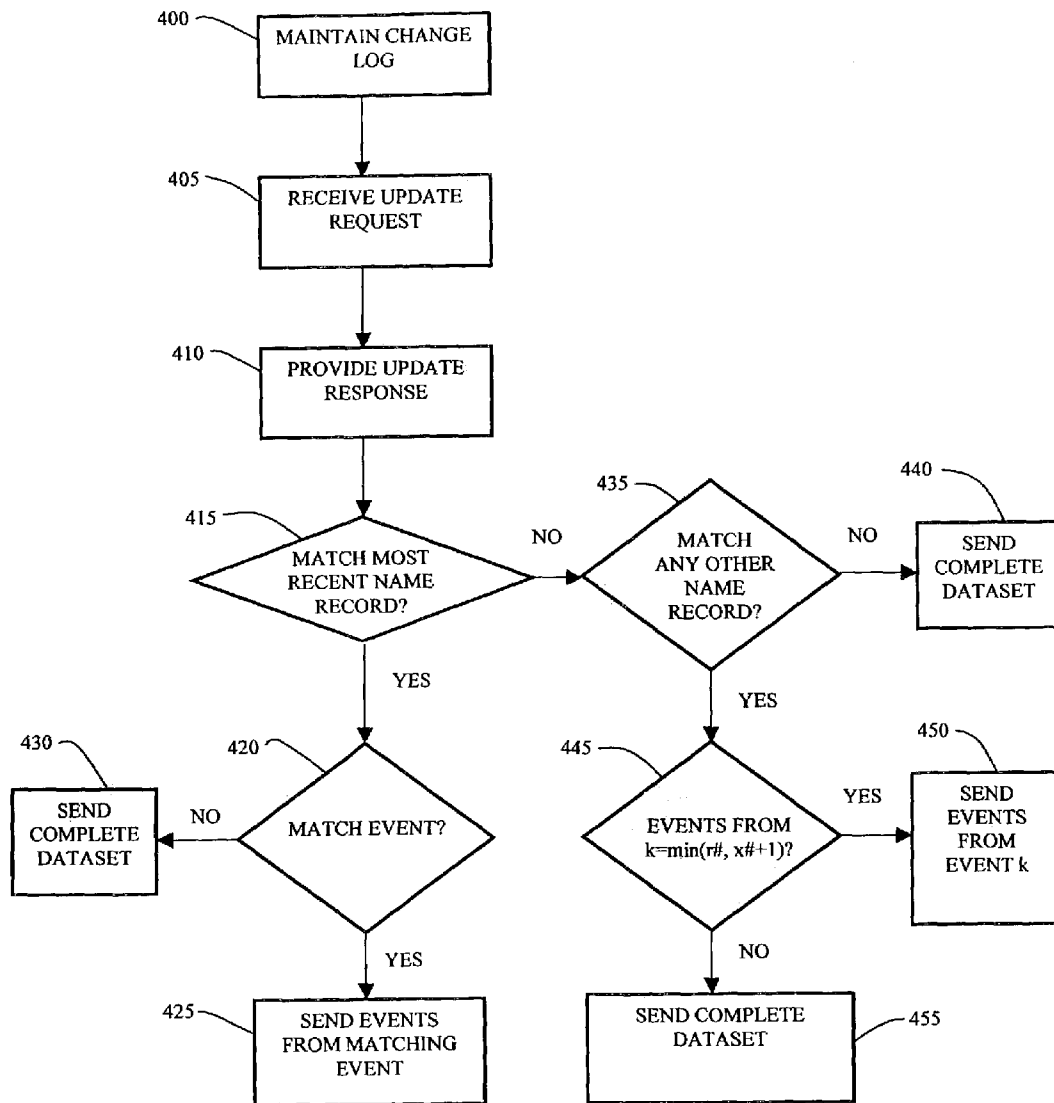 400
MAINTAIN CHANGE
LOG
405
RECEIVE UPDATE
REQUEST
410
PROVIDE UPDATE
RESPONSE
415
MATCH MOST
RECENT NAME
RECORD?
NO
435
MATCH
ANY OTHER
NAME
RECORD?
NO
440
SEND
COMPLETE
DATASET
YES
YES
430
SEND
COMPLETE
DATASET
NO
420
MATCH EVENT?
445
EVENTS FROM
k=min(r#, x#+1)?
YES
450
SEND
EVENTS
FROM
EVENT k
YES
NO
425
SEND EVENTS
FROM MATCHING
EVENT
SEND COMPLETE
DATASET
455